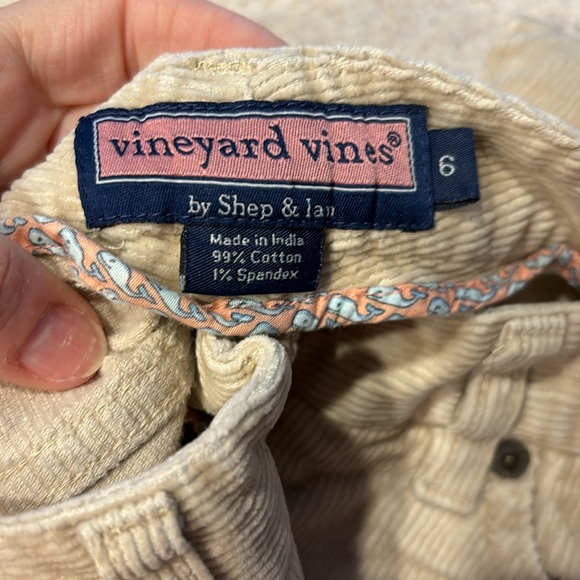 vineyard vines®
6
by Shep & Ian
Made in India
99% Cotton
1% Spandex